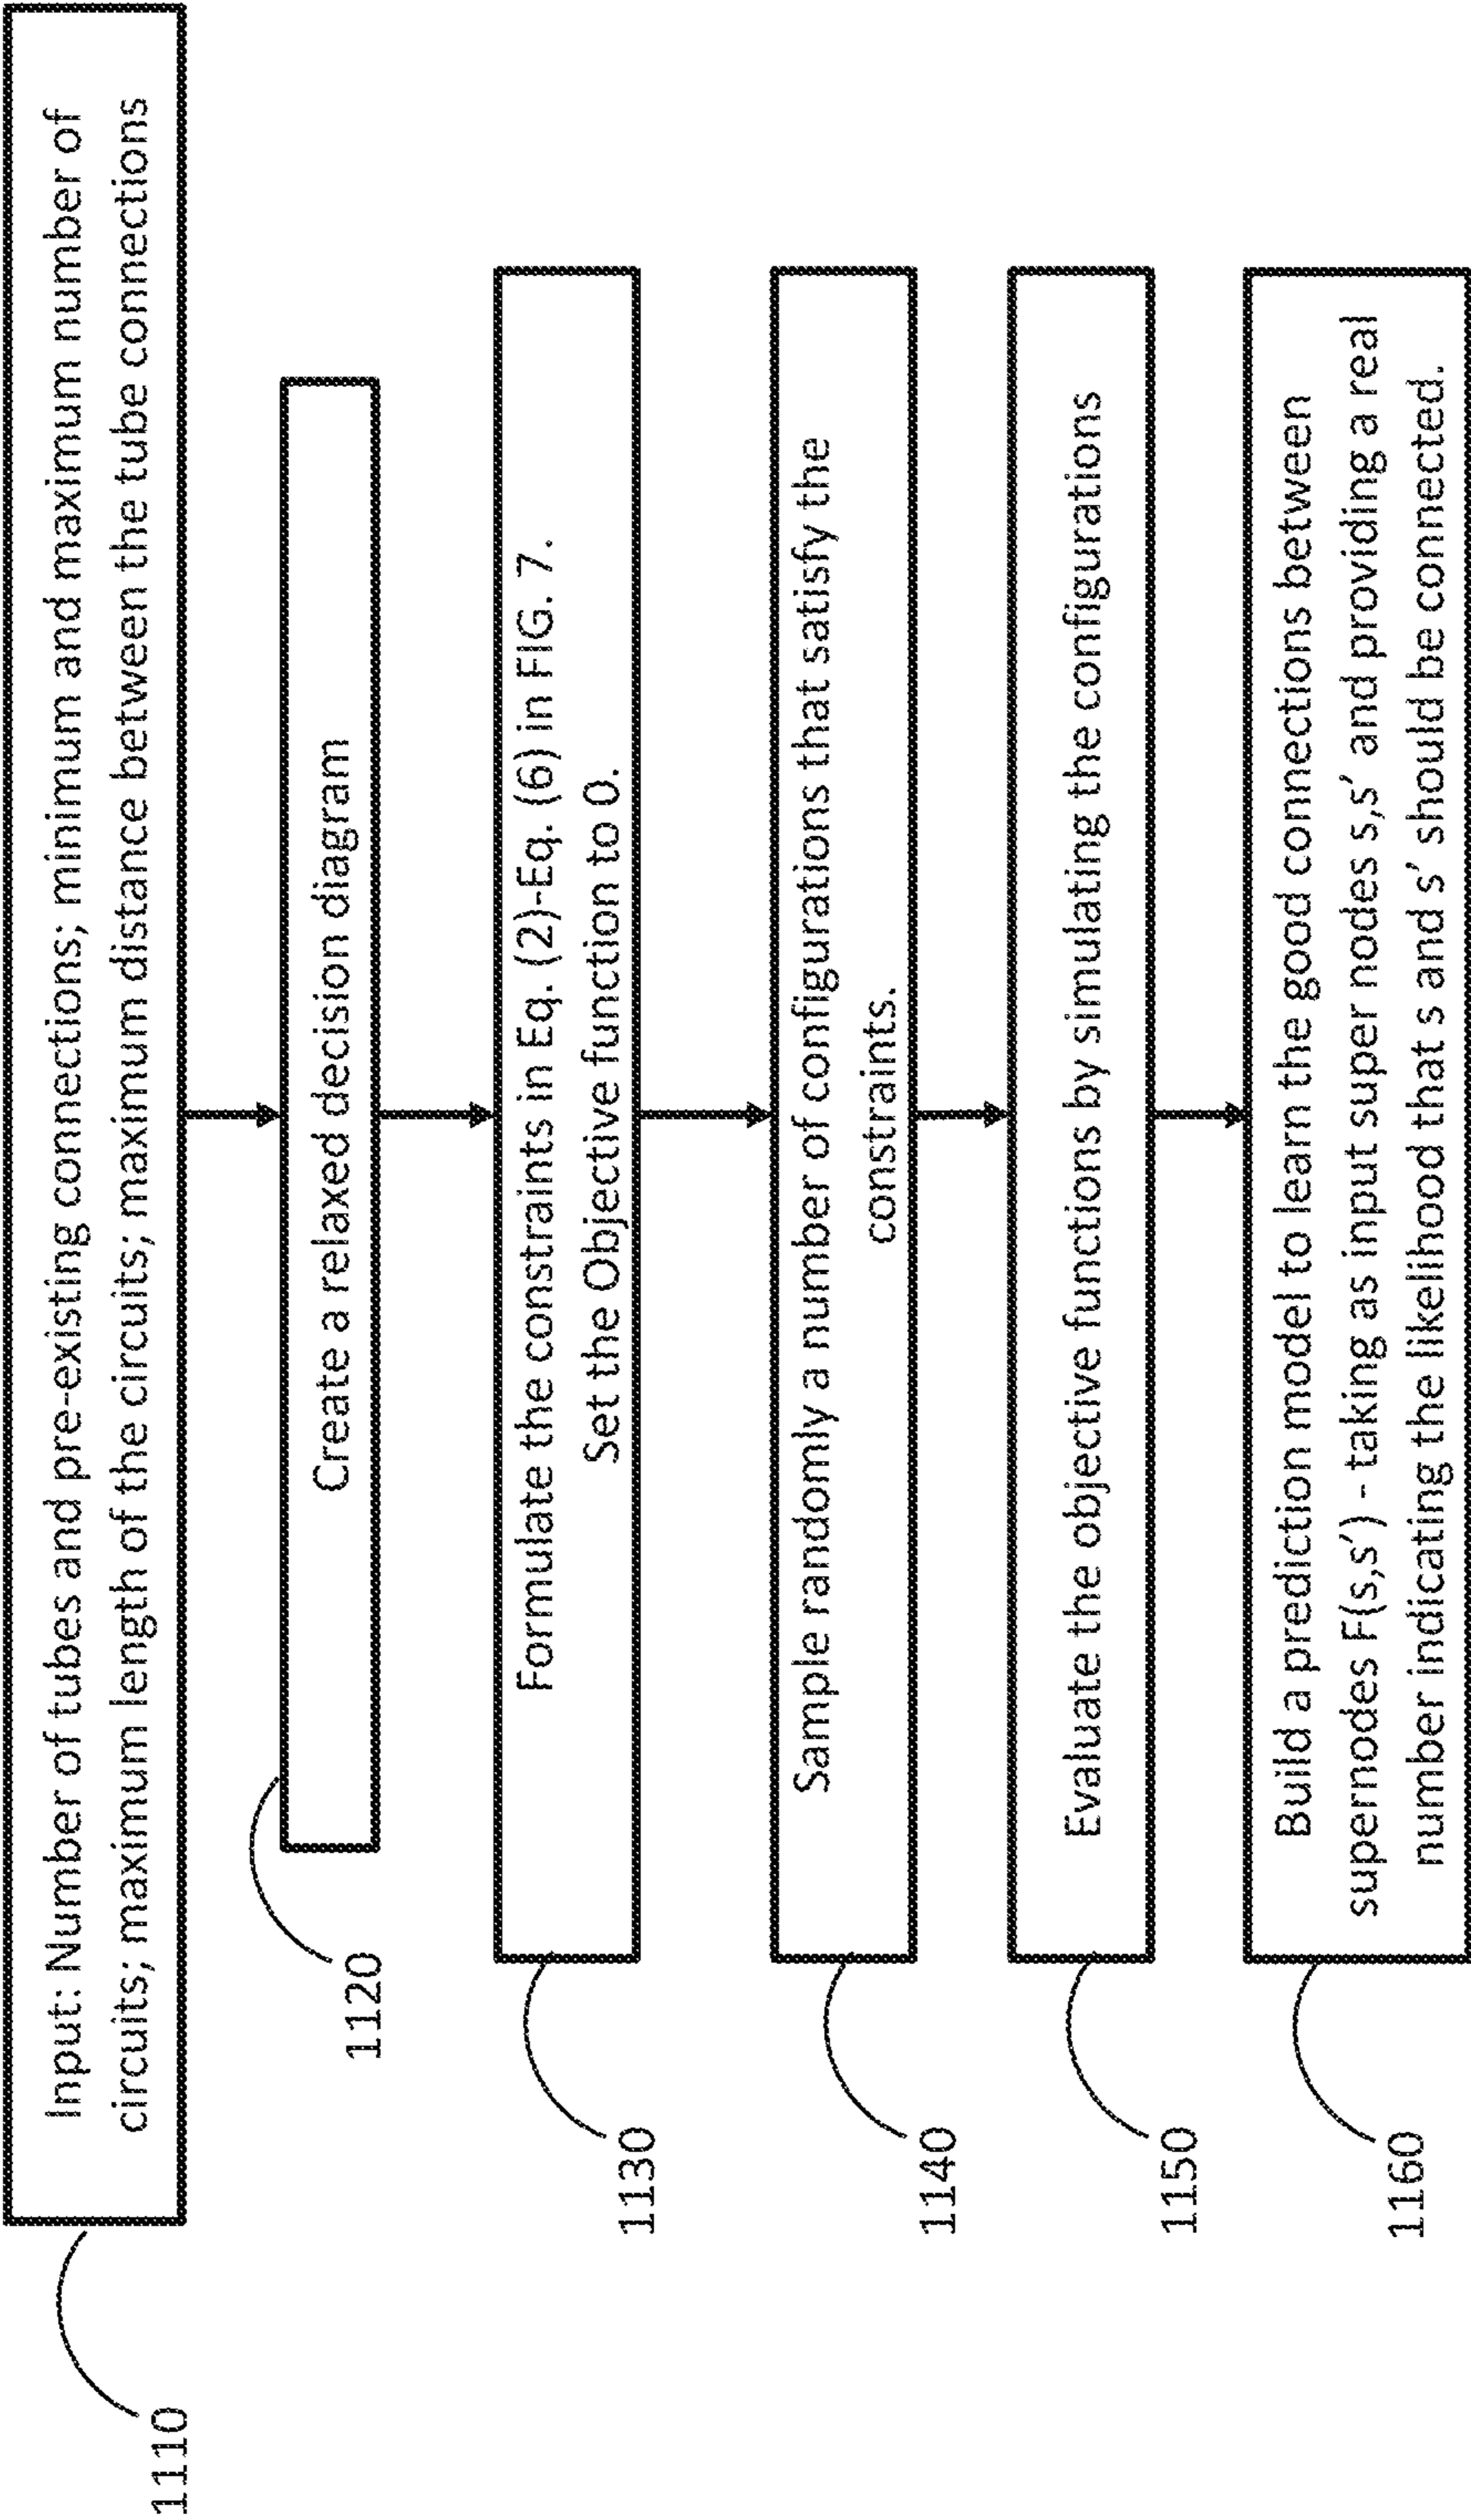 Input: Number of tubes and pre-existing connections; minimum and maximum number of
circuits; maximum length of the circuits; maximum distance between the tube connections
1110
Create a relaxed decision diagram
1120
Formulate the constraints in Eq. (2)-Eq. (6) in FIG. 7.
Set the Objective function to 0.
1130
Sample randomly a number of configurations that satisfy the
constraints.
1140
Evaluate the objective functions by simulating the configurations
1150
Build a prediction model to learn the good connections between
supernodes F(s,s′) - taking as input super nodes s,s′ and providing a real
number indicating the likelihood that s and s′ should be connected.
1160